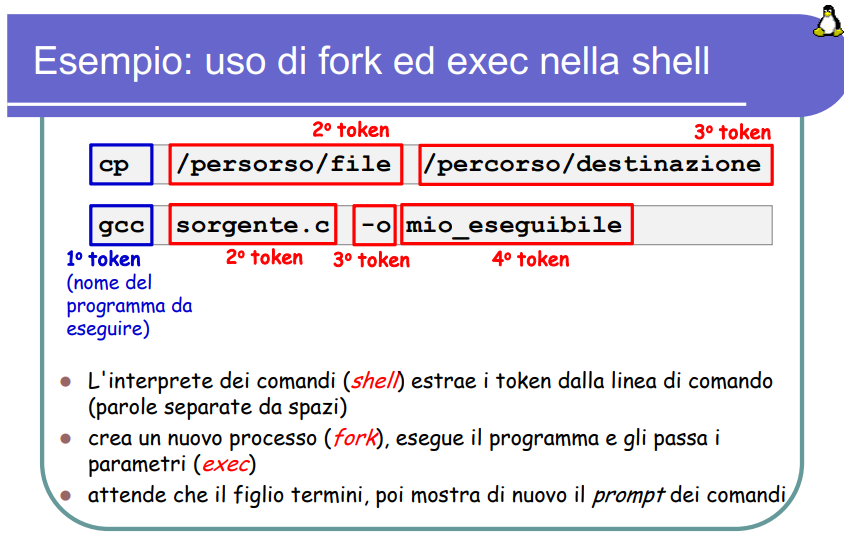 Esempio: uso di fork ed exec nella shell
2º token
3º token
cp /persorso/file /percorso/destinazione
gcc sorgente.c -o mio_eseguibile
1º token
2º token
3º token
4º token
(nome del
programma da
eseguire)
L'interprete dei comandi (shell) estrae i token dalla linea di comando
(parole separate da spazi)
crea un nuovo processo (fork), esegue il programma e gli passa i
parametri (exec)
attende che il figlio termini, poi mostra di nuovo il prompt dei comandi